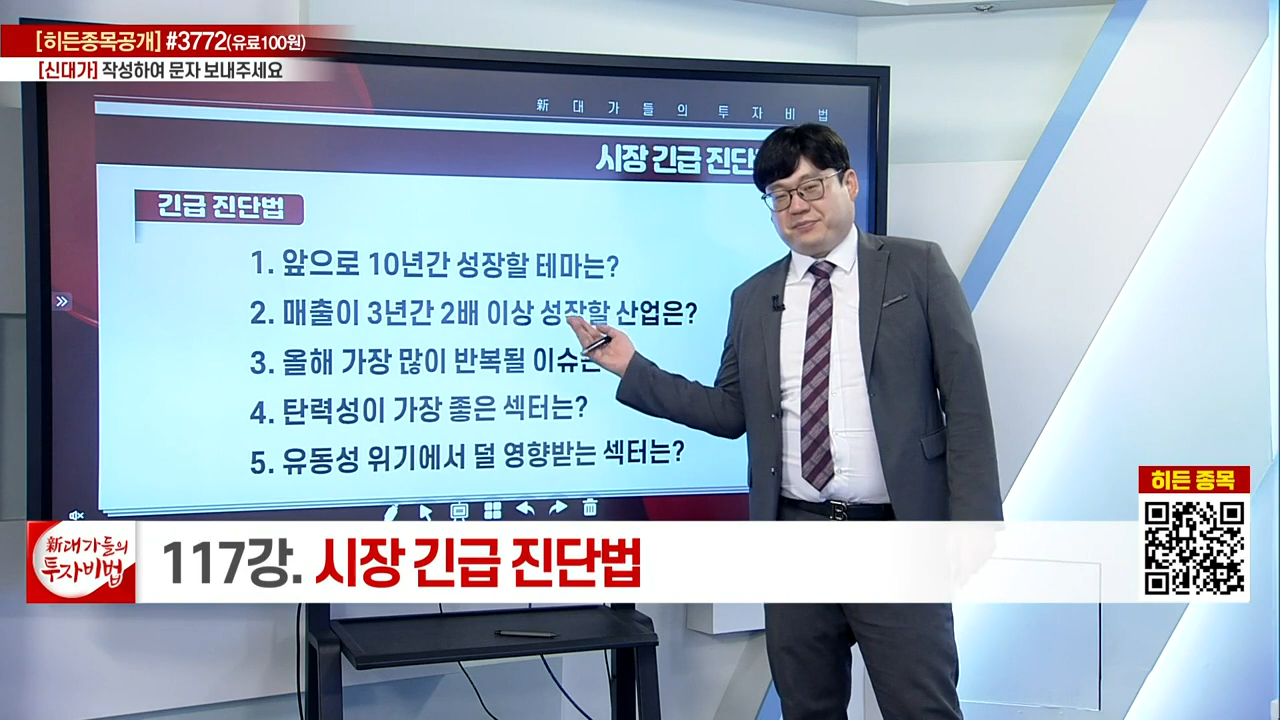 [히든종목공개] #3772(유료100원)
[신대가] 작성하여 문자 보내주세요
新 대 가 들 의 투 자 비 법
시장 긴급 진단
긴급 진단법
1. 앞으로 10년간 성장할 테마는?
2. 매출이 3년간 2배 이상 성장할 산업은?
3. 올해 가장 많이 반복될 이슈는
4. 탄력성이 가장 좋은 섹터는?
5. 유동성 위기에서 덜 영향받는 섹터는?
히든 종목
新대가들의
투자비법
117강. 시장 긴급 진단법